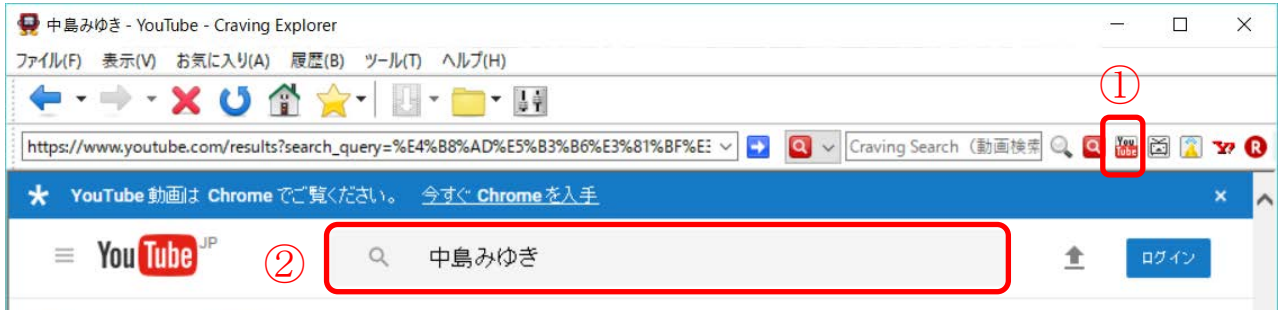 中島みゆき - YouTube - Craving Explorer
ファイル(F) 表示(V) お気に入り(A) 履歴(B) ツール(T) ヘルプ(H)
①
https://www.youtube.com/results?search_query=%E4%B8%AD%E5%B3%B6%E3%81%BF%E Craving Search (動画検索 You Tube Y? R
YouTube 動画は Chrome でご覧ください。 今すぐ Chrome を入手 ×
YouTube JP ② 中島みゆき ログイン